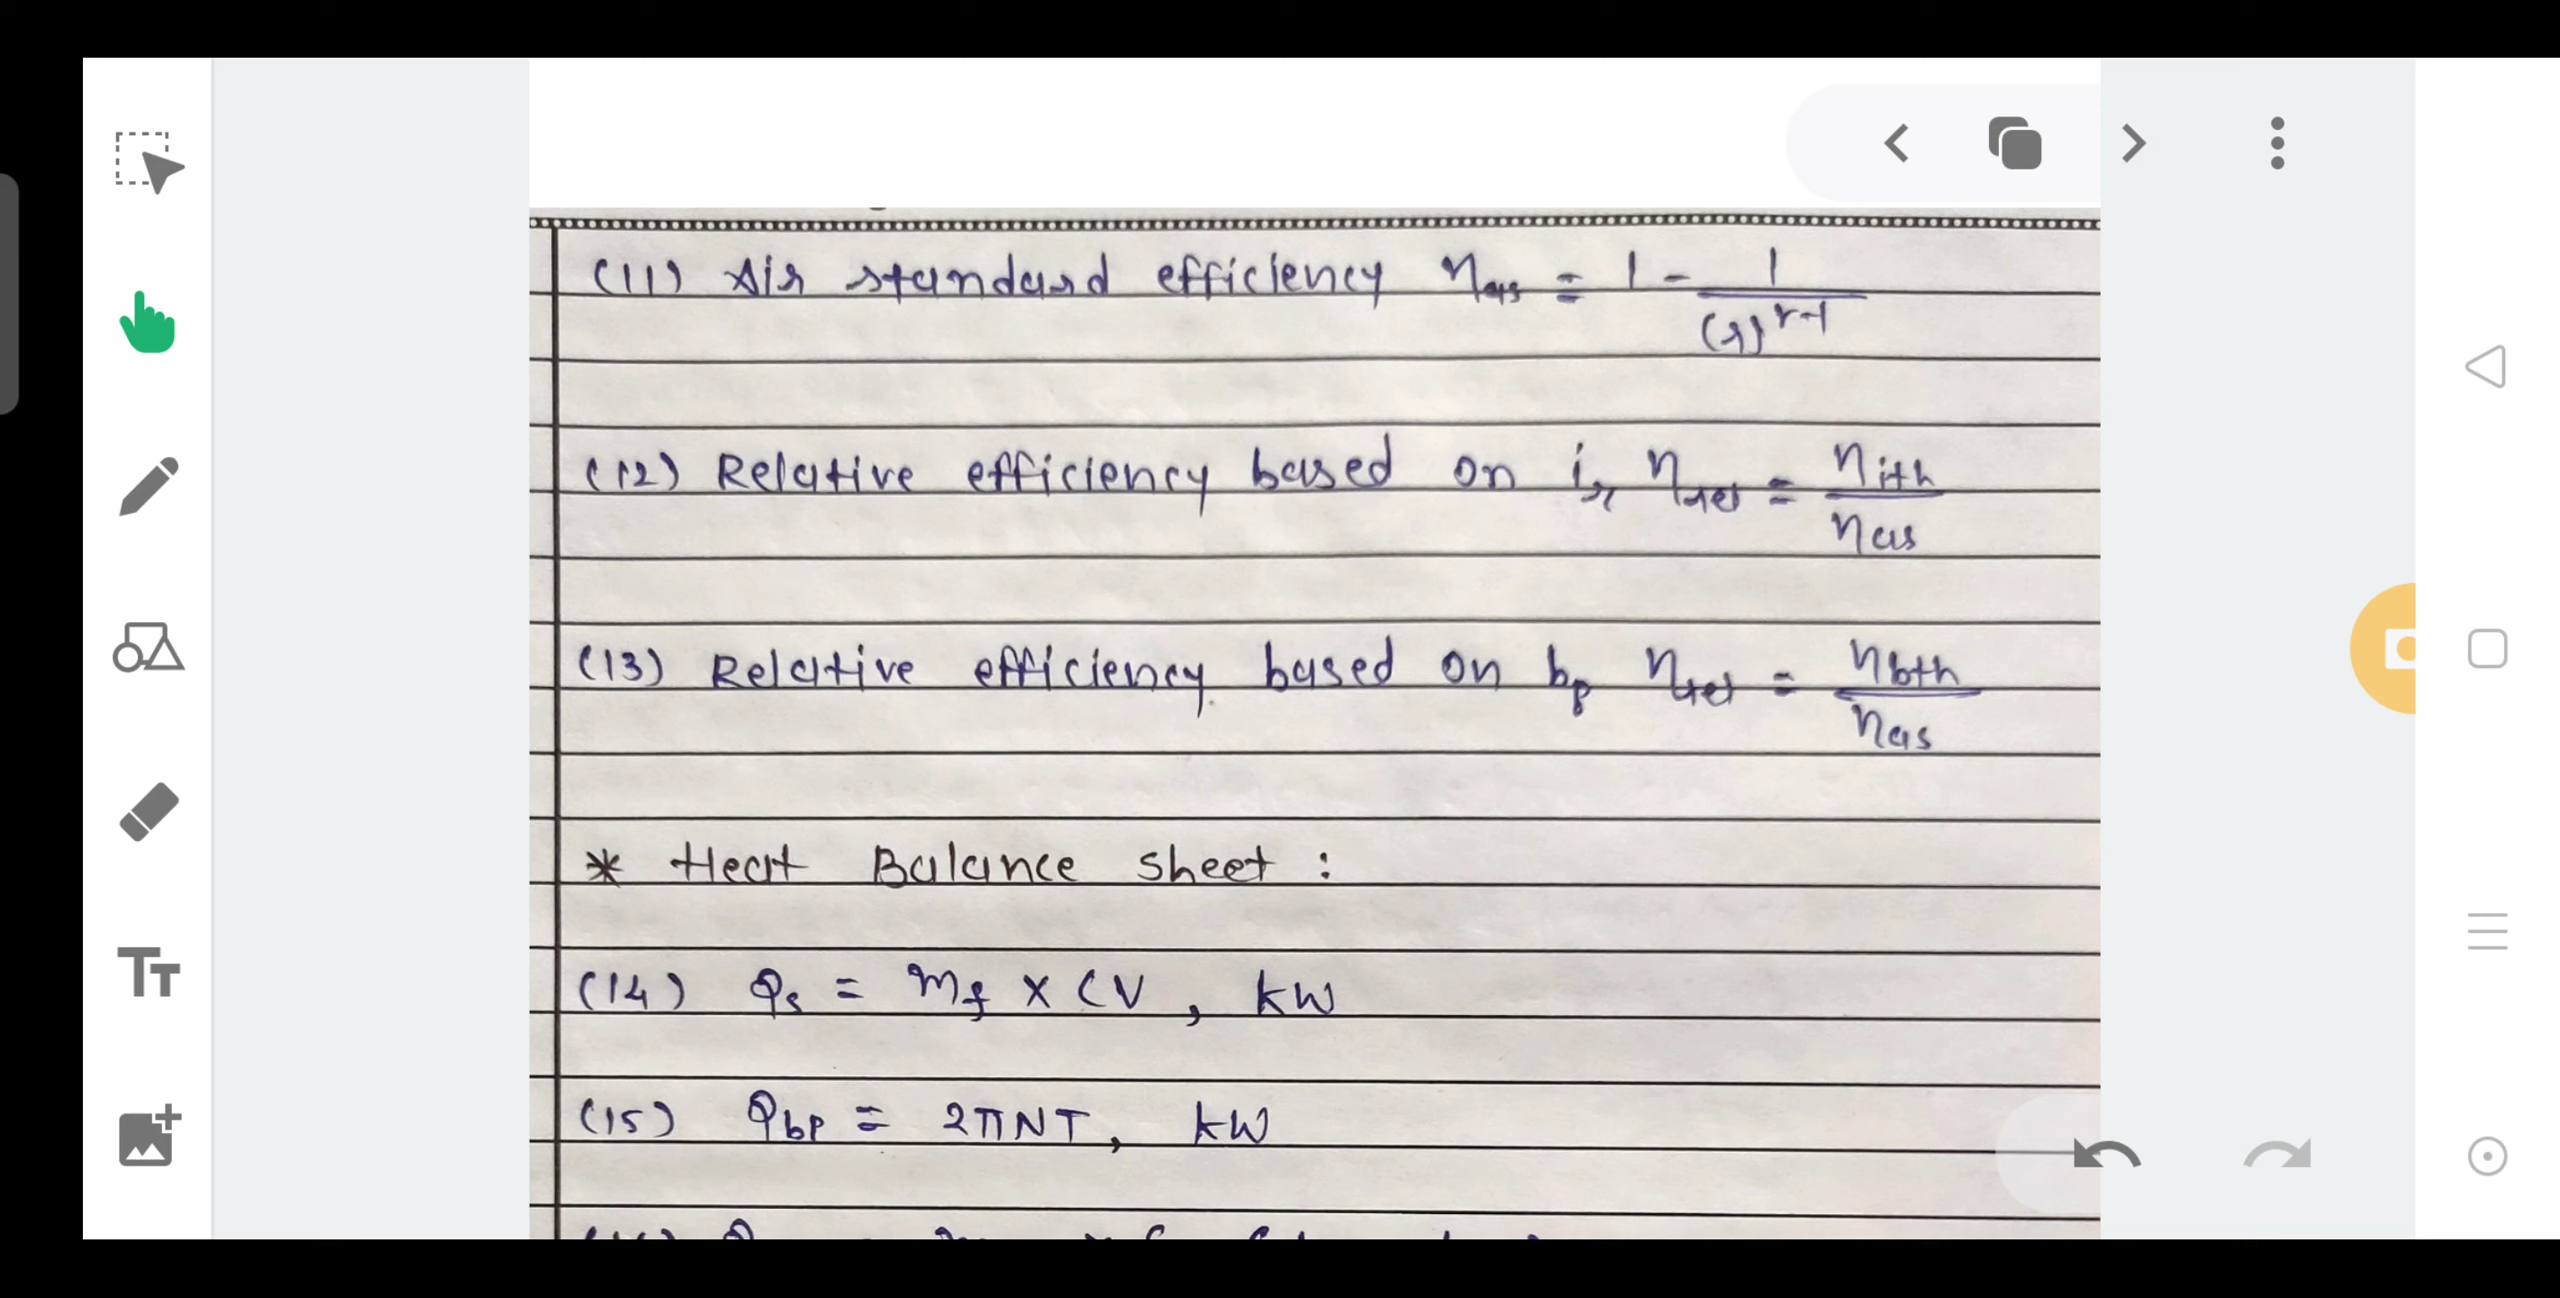 (11) Air standard efficiency ηas = 1 - 1/(r)^γ-1
(12) Relative efficiency based on ip ηrel = ηith/ηas
(13) Relative efficiency based on bp ηrel = ηbth/ηas
* Heat Balance sheet :
(14) Qs = mf x CV, kW
(15) Qbp = 2πNT, kW
TT